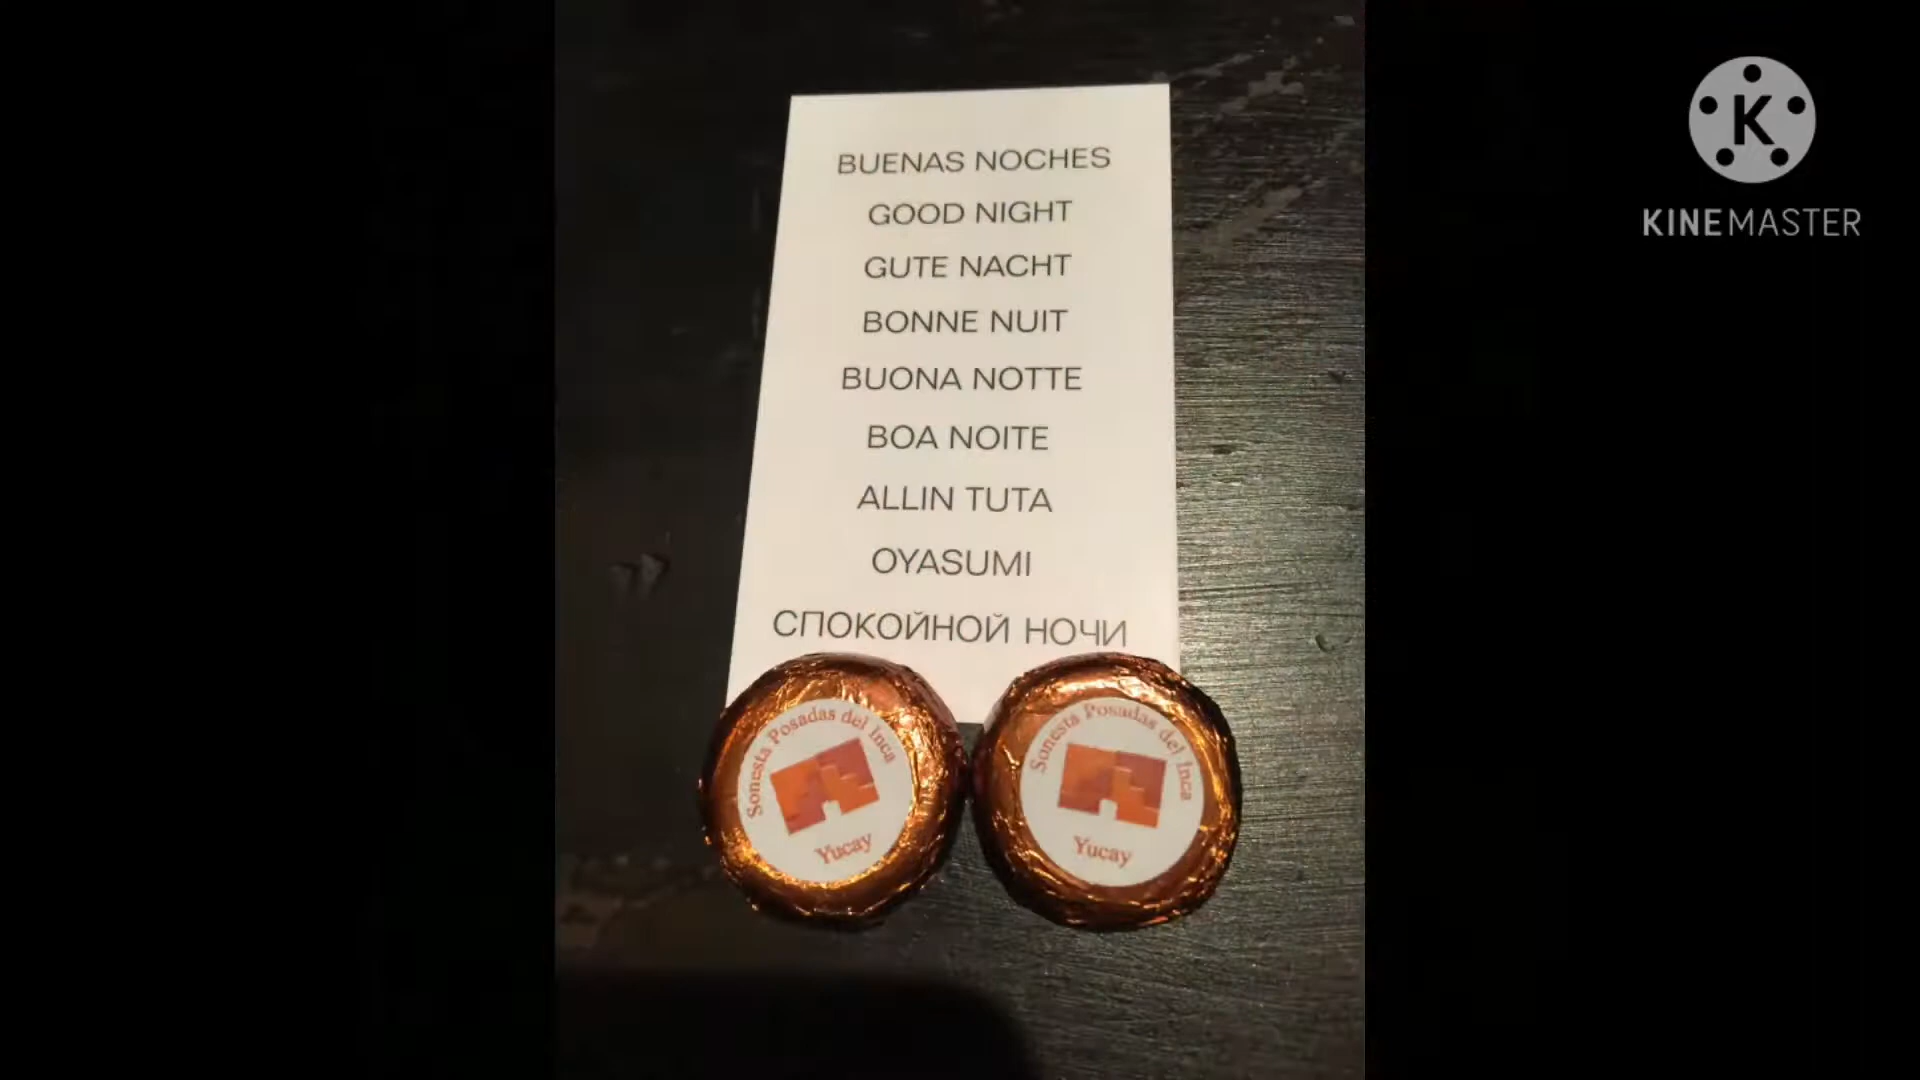 BUENAS NOCHES
GOOD NIGHT
GUTE NACHT
BONNE NUIT
BUONA NOTTE
BOA NOITE
ALLIN TUTA
OYASUMI
СПОКОЙНОЙ НОЧИ
Sonesta Posadas del Inca
Yucay
Sonesta Posadas del Inca
Yucay
K
KINEMASTER